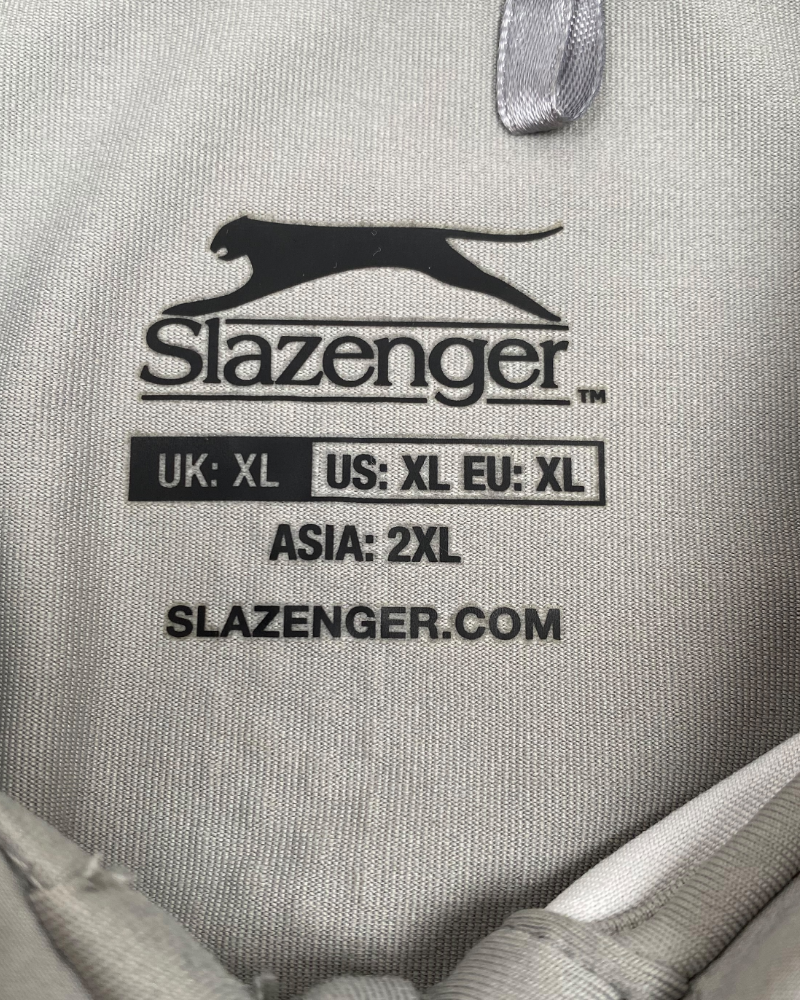 Slazenger™
UK: XL US: XL EU: XL
ASIA: 2XL
SLAZENGER.COM